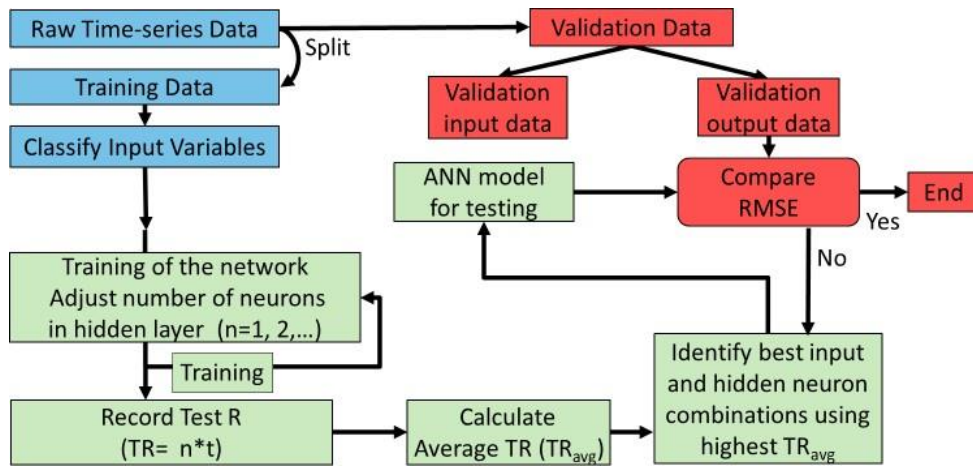 Raw Time-series Data
Split
Validation Data
Training Data
Validation
input data
Validation
output data
Classify Input Variables
ANN model
for testing
Compare
RMSE
End
Yes
No
Training of the network
Adjust number of neurons
in hidden layer (n=1, 2,...)
Training
Record Test R
(TR= n*t)
Calculate
Average TR (TRavg)
Identify best input
and hidden neuron
combinations using
highest TRavg